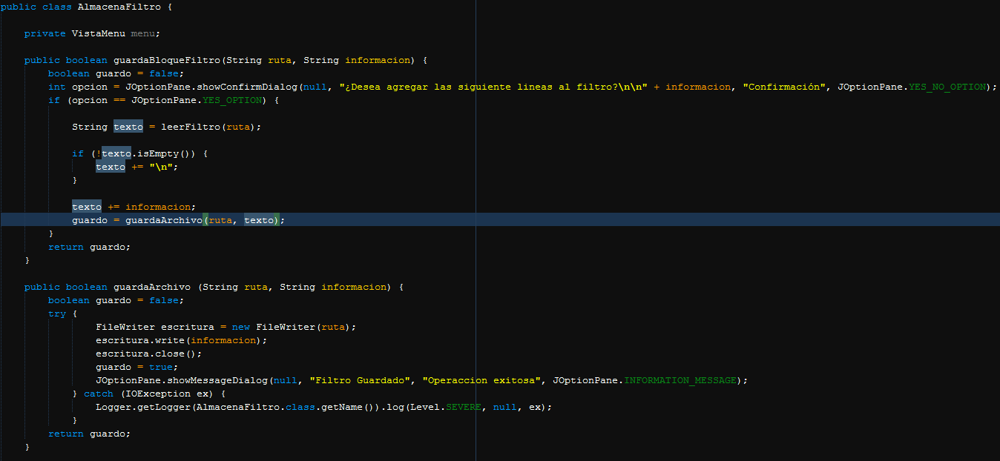 public class AlmacenaFiltro {
private VistaMenu menu;
public boolean guardaBloqueFiltro(String ruta, String informacion) {
boolean guardo = false;
int opcion = JOptionPane.showConfirmDialog(null, "¿Desea agregar las siguiente lineas al filtro?\n\n" + informacion, "Confirmación", JOptionPane.YES_NO_OPTION);
if (opcion == JOptionPane.YES_OPTION) {
String texto = leerFiltro(ruta);
if (!texto.isEmpty()) {
texto += "\n";
}
texto += informacion;
guardo = guardaArchivo(ruta, texto);
}
return guardo;
}
public boolean guardaArchivo (String ruta, String informacion) {
boolean guardo = false;
try {
FileWriter escritura = new FileWriter(ruta);
escritura.write(informacion);
escritura.close();
guardo = true;
JOptionPane.showMessageDialog(null, "Filtro Guardado", "Operaccion exitosa", JOptionPane.INFORMATION_MESSAGE);
} catch (IOException ex) {
Logger.getLogger(AlmacenaFiltro.class.getName()).log(Level.SEVERE, null, ex);
}
return guardo;
}